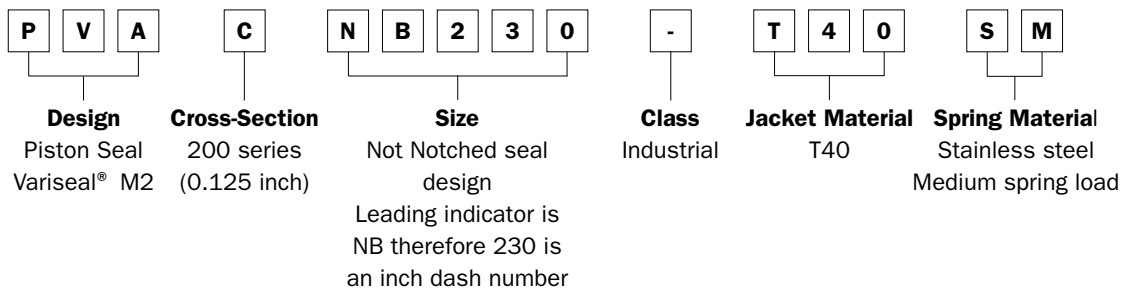 P V A C N B 2 3 0 - T 4 0 S M
Design Cross-Section Size Class Jacket Material Spring Material
Piston Seal 200 series Not Notched seal Industrial T40 Stainless steel
Variseal® M2 (0.125 inch) design Medium spring load
Leading indicator is
NB therefore 230 is
an inch dash number